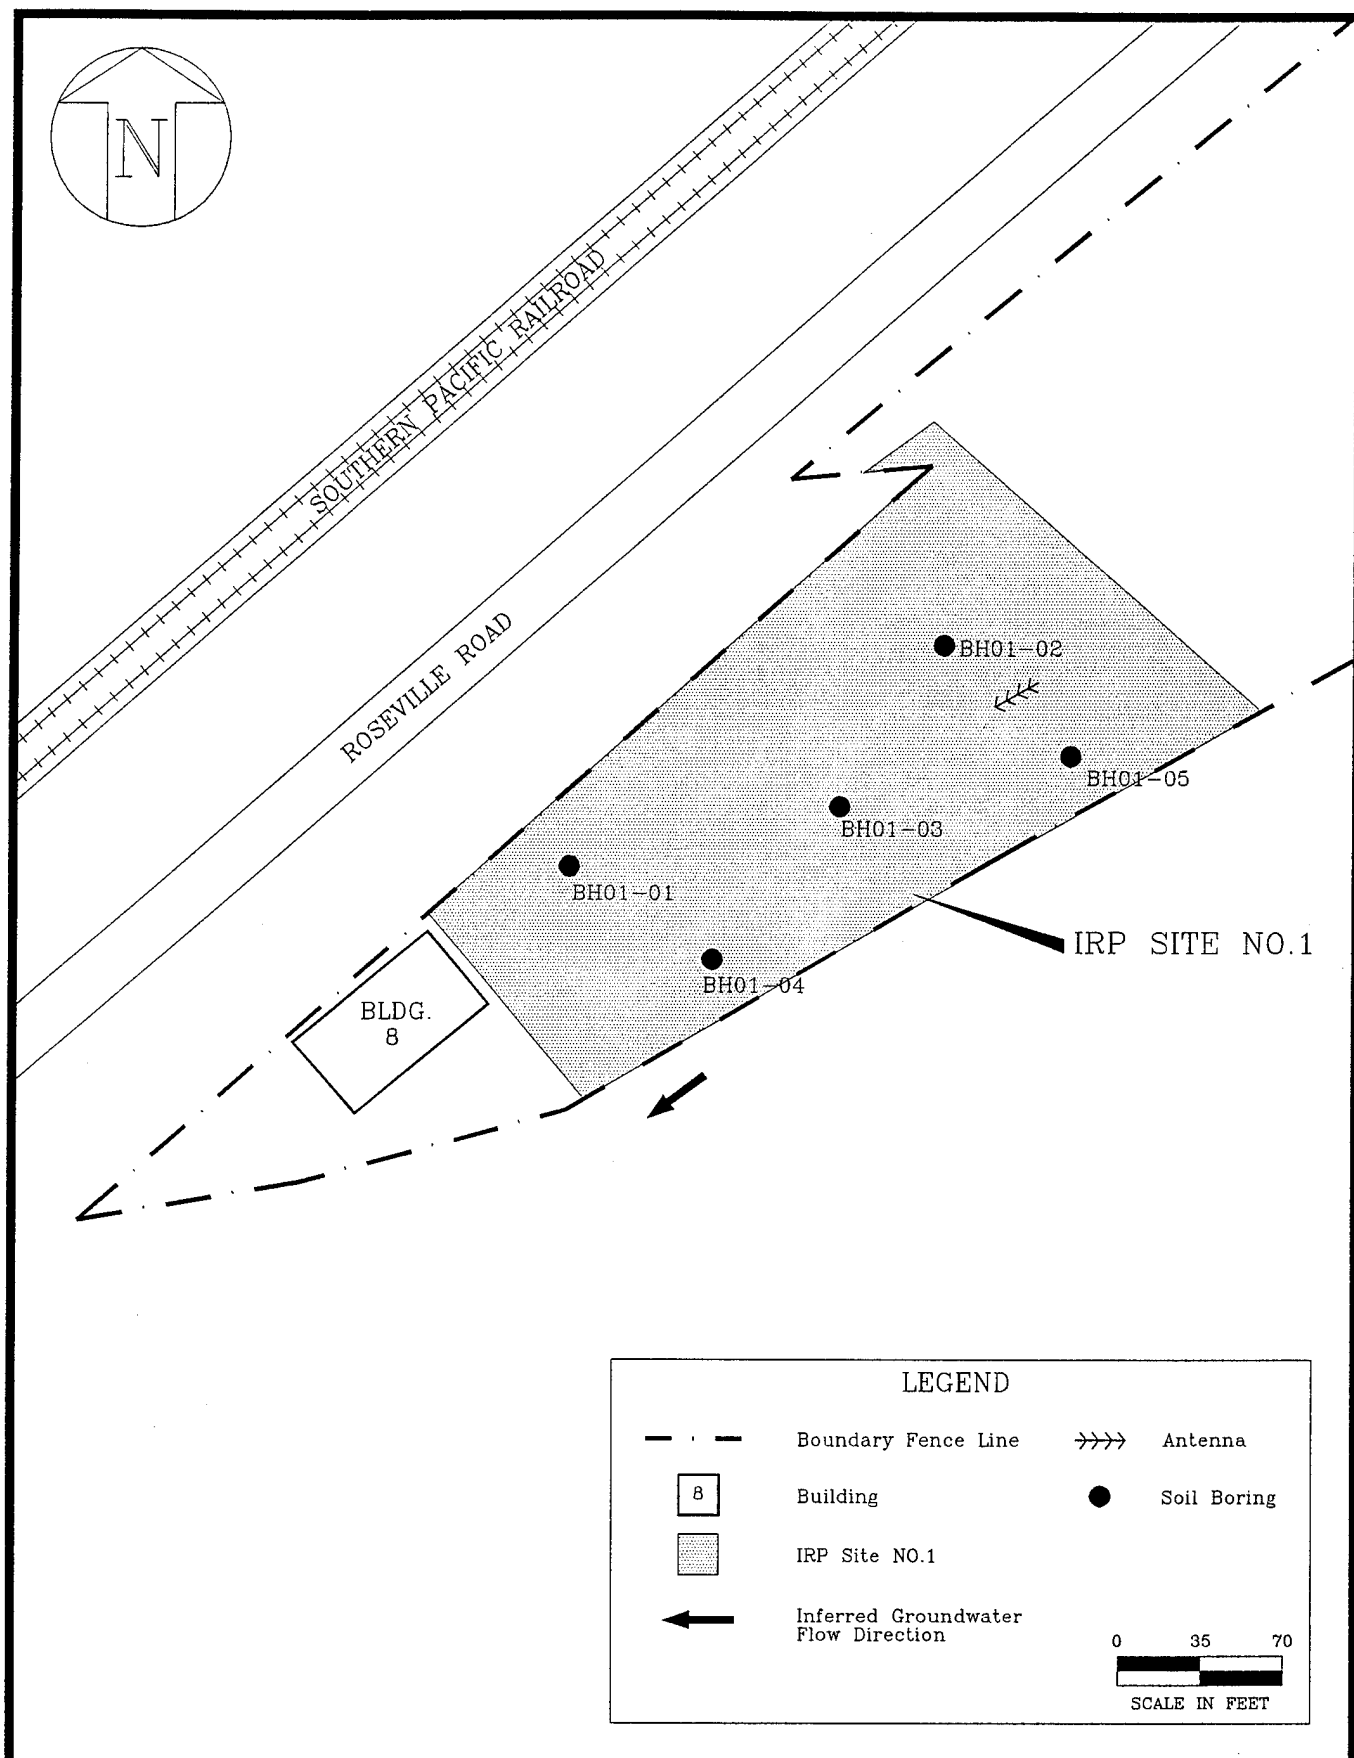 N
SOUTHERN PACIFIC RAILROAD
ROSEVILLE ROAD
BH01-02
BH01-05
BH01-03
BH01-01
IRP SITE NO.1
BH01-04
BLDG.
8
LEGEND
Boundary Fence Line
Antenna
8
Building
Soil Boring
IRP Site NO.1
Inferred Groundwater
Flow Direction
0 35 70
SCALE IN FEET